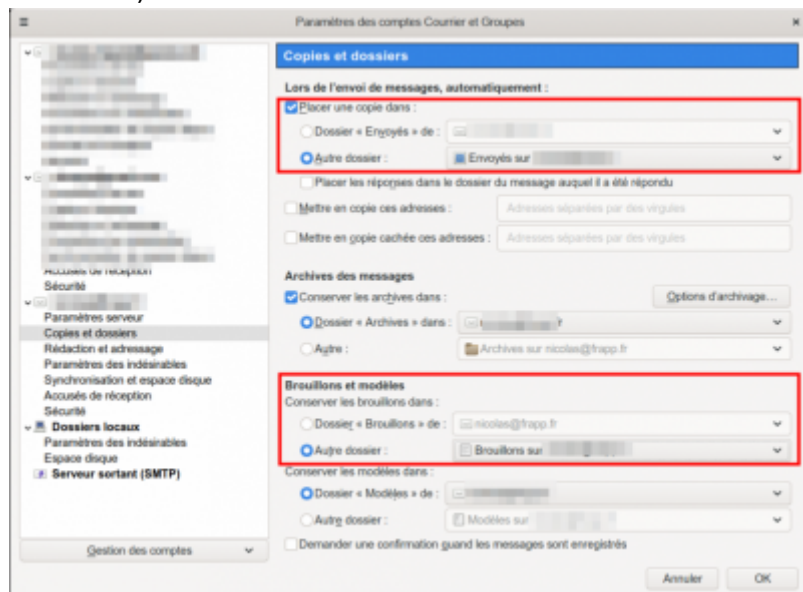 Paramètres des comptes Courrier et Groupes
Copies et dossiers
Lors de l'envoi de messages, automatiquement :
Placer une copie dans :
Dossier « Envoyés » de :
Autre dossier :
Envoyés sur
Placer les réponses dans le dossier du message auquel il a été répondu
Mettre en copie ces adresses :
Adresses séparées par des virgules
Mettre en copie cachée ces adresses :
Adresses séparées par des virgules
Archives des messages
Conserver les archives dans :
Options d'archivage...
Dossier « Archives » dans :
Autre :
Archives sur nicolas@frapp.fr
Brouillons et modèles
Conserver les brouillons dans :
Dossier « Brouillons » de :
nicolas@frapp.fr
Autre dossier :
Brouillons sur
Conserver les modèles dans :
Dossier « Modèles » de :
Autre dossier :
Modèles sur
Demander une confirmation quand les messages sont enregistrés
Accusés de réception
Sécurité
Paramètres serveur
Copies et dossiers
Rédaction et adressage
Paramètres des indésirables
Synchronisation et espace disque
Accusés de réception
Sécurité
Dossiers locaux
Paramètres des indésirables
Espace disque
Serveur sortant (SMTP)
Gestion des comptes
Annuler
OK